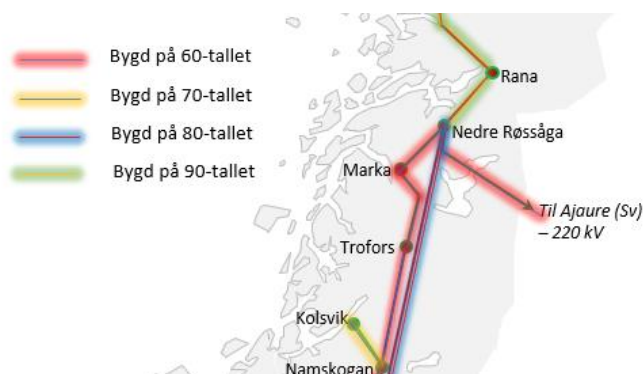 Bygd på 60-tallet
Bygd på 70-tallet
Bygd på 80-tallet
Bygd på 90-tallet
Rana
Nedre Røssåga
Marka
Til Ajaure (Sv)
– 220 kV
Trofors
Kolsvik
Namskogan